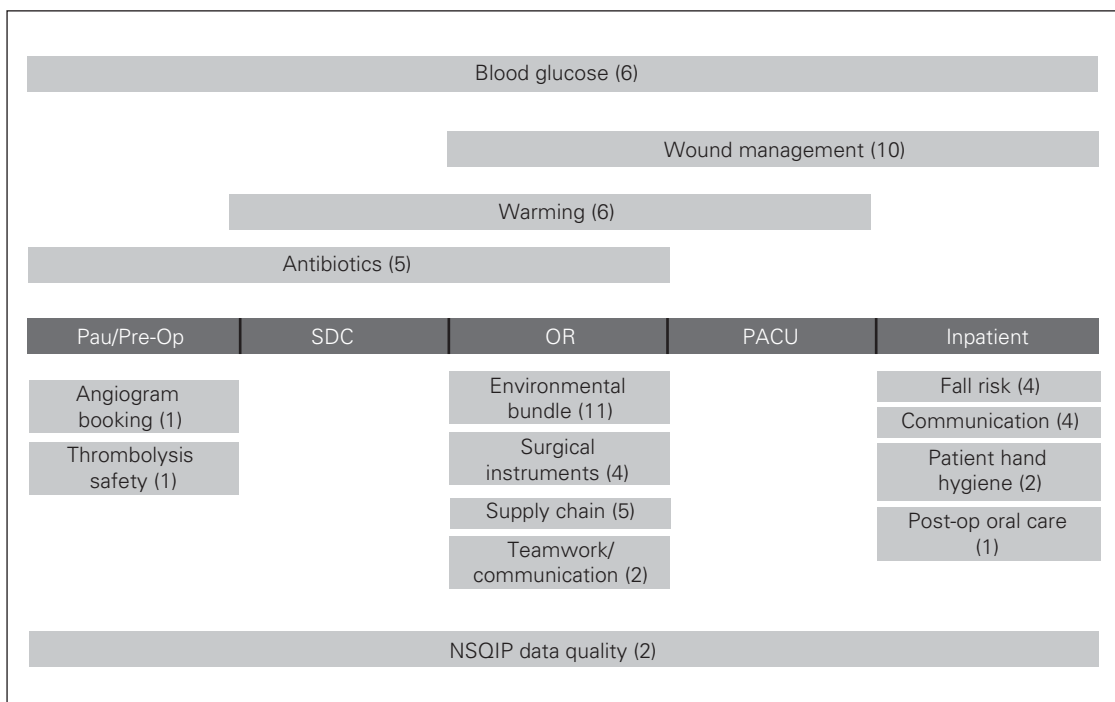 Blood glucose (6)
Wound management (10)
Warming (6)
Antibiotics (5)
Pau/Pre-Op SDC OR PACU Inpatient
Angiogram
booking (1)
Thrombolysis
safety (1)
Environmental
bundle (11)
Surgical
instruments (4)
Supply chain (5)
Teamwork/
communication (2)
Fall risk (4)
Communication (4)
Patient hand
hygiene (2)
Post-op oral care
(1)
NSQIP data quality (2)